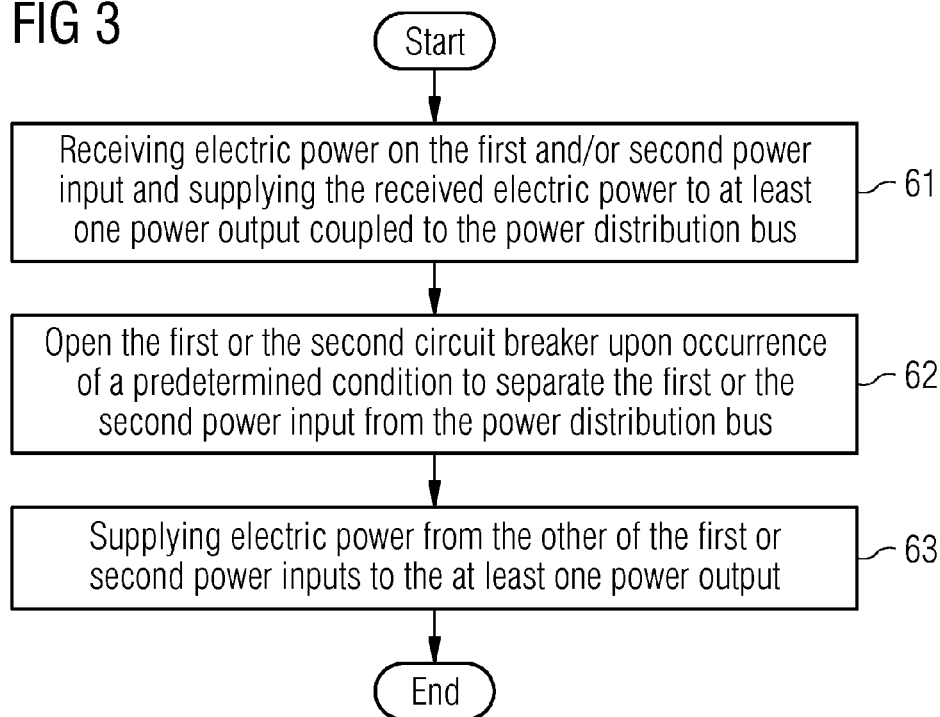 FIG 3
Start
Receiving electric power on the first and/or second power
input and supplying the received electric power to at least
one power output coupled to the power distribution bus
61
Open the first or the second circuit breaker upon occurrence
of a predetermined condition to separate the first or the
second power input from the power distribution bus
62
Supplying electric power from the other of the first or
second power inputs to the at least one power output
63
End